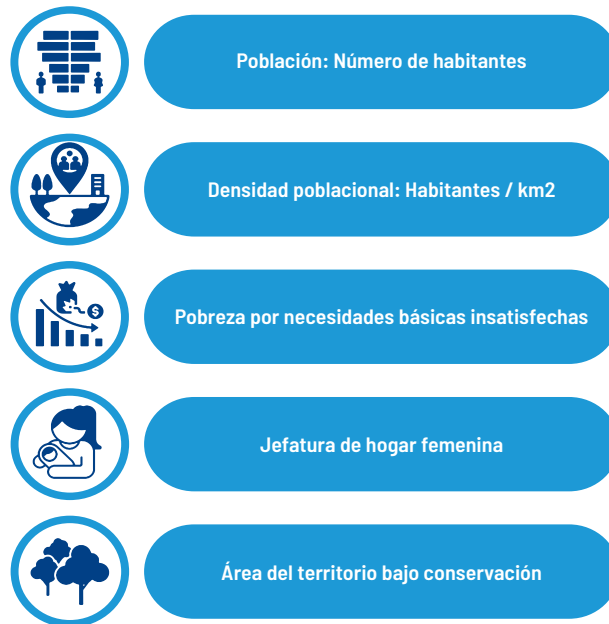 Población: Número de habitantes
Densidad poblacional: Habitantes / km2
Pobreza por necesidades básicas insatisfechas
$
Jefatura de hogar femenina
Área del territorio bajo conservación